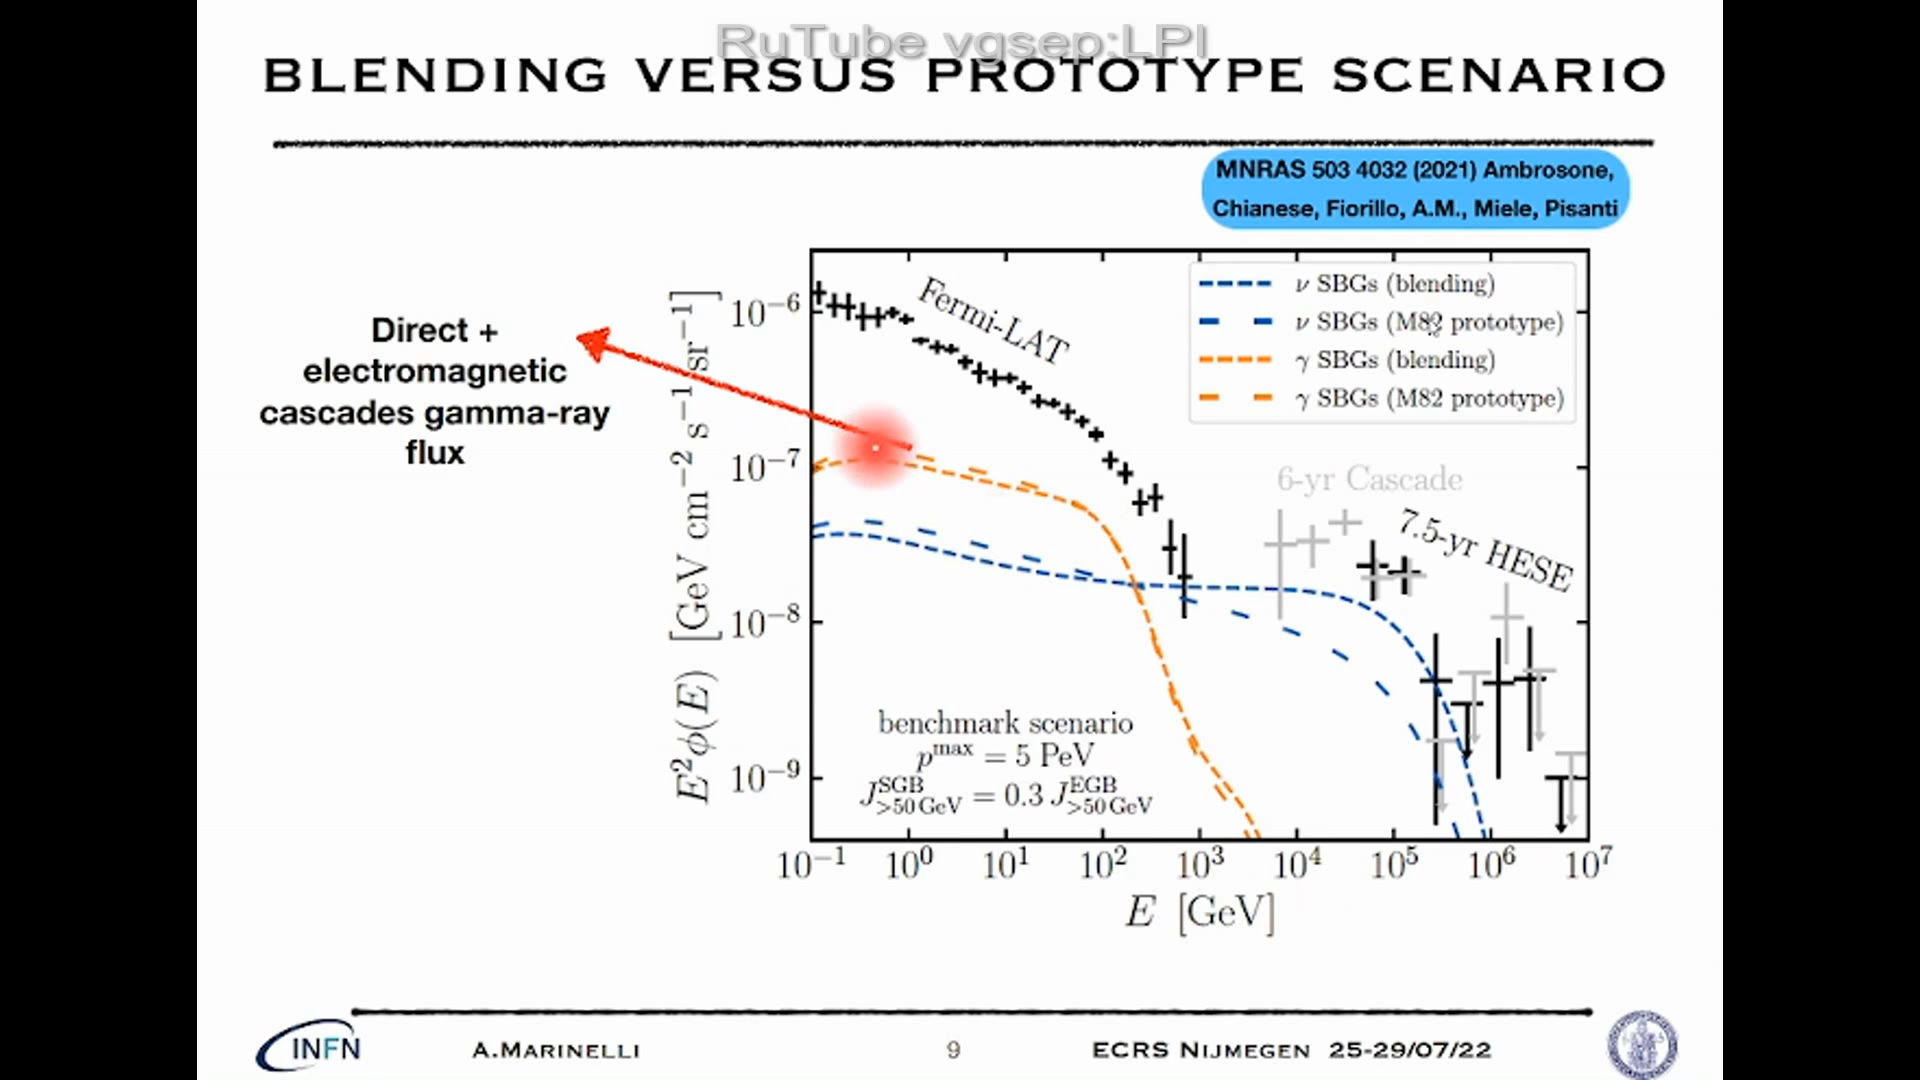 RuTube vgsep:LPI
BLENDING VERSUS PROTOTYPE SCENARIO
MNRAS 503 4032 (2021) Ambrosone,
Chianese, Fiorillo, A.M., Miele, Pisanti
Direct +
electromagnetic
cascades gamma-ray
flux
E²ϕ(E) [GeV cm⁻² s⁻¹ sr⁻¹]
10⁻⁶
10⁻⁷
10⁻⁸
10⁻⁹
Fermi-LAT
ν SBGs (blending)
ν SBGs (M82 prototype)
γ SBGs (blending)
γ SBGs (M82 prototype)
6-yr Cascade
7.5-yr HESE
benchmark scenario
pᵐᵃˣ = 5 PeV
J^SGB_>50 GeV = 0.3 J^EGB_>50 GeV
10⁻¹ 10⁰ 10¹ 10² 10³ 10⁴ 10⁵ 10⁶ 10⁷
E [GeV]
INFN A.MARINELLI 9 ECRS NIJMEGEN 25-29/07/22